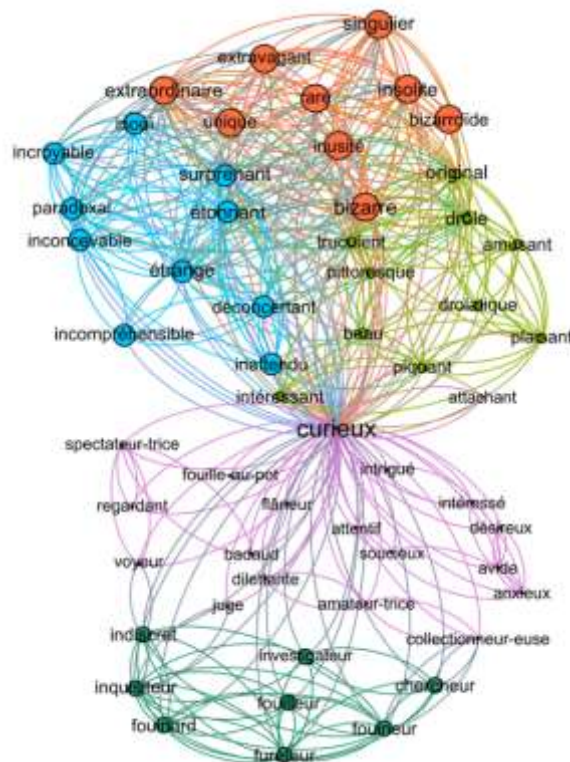 singulier
extravagant
extraordinaire
rare
insolite
inouï
unique
bizarroïde
incroyable
inusité
surprenant
original
paradoxal
étonnant
bizarre
drôle
inconcevable
truculent
amusant
étrange
pittoresque
déconcertant
drolatique
incompréhensible
beau
plaisant
inattendu
piquant
intéressant
attachant
curieux
spectateur-trice
fouille-au-pot
intrigué
regardant
flâneur
intéressé
attentif
désireux
voyeur
badaud
soucieux
avide
dilettante
anxieux
juge
amateur-trice
indiscret
collectionneur-euse
investigateur
inquisiteur
chercheur
fouilleur
fouinard
fouineur
fureteur